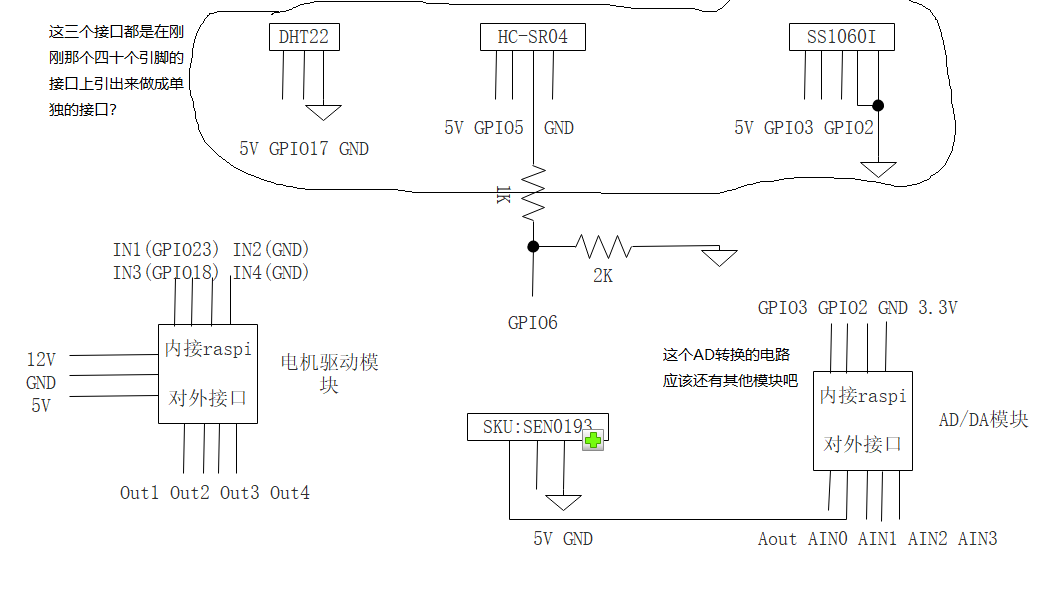 这三个接口都是在刚
刚那个四十个引脚的
接口上引出来做成单
独的接口?
DHT22
HC-SR04
SS1060I
5V GPIO17 GND
5V GPIO5 GND
5V GPIO3 GPIO2
1K
2K
GPIO6
IN1(GPIO23) IN2(GND)
IN3(GPIO18) IN4(GND)
12V
GND
5V
内接raspi
对外接口
电机驱动模
块
Out1 Out2 Out3 Out4
SKU:SEN0193
5V GND
这个AD转换的电路
应该还有其他模块吧
GPIO3 GPIO2 GND 3.3V
内接raspi
对外接口
AD/DA模块
Aout AIN0 AIN1 AIN2 AIN3